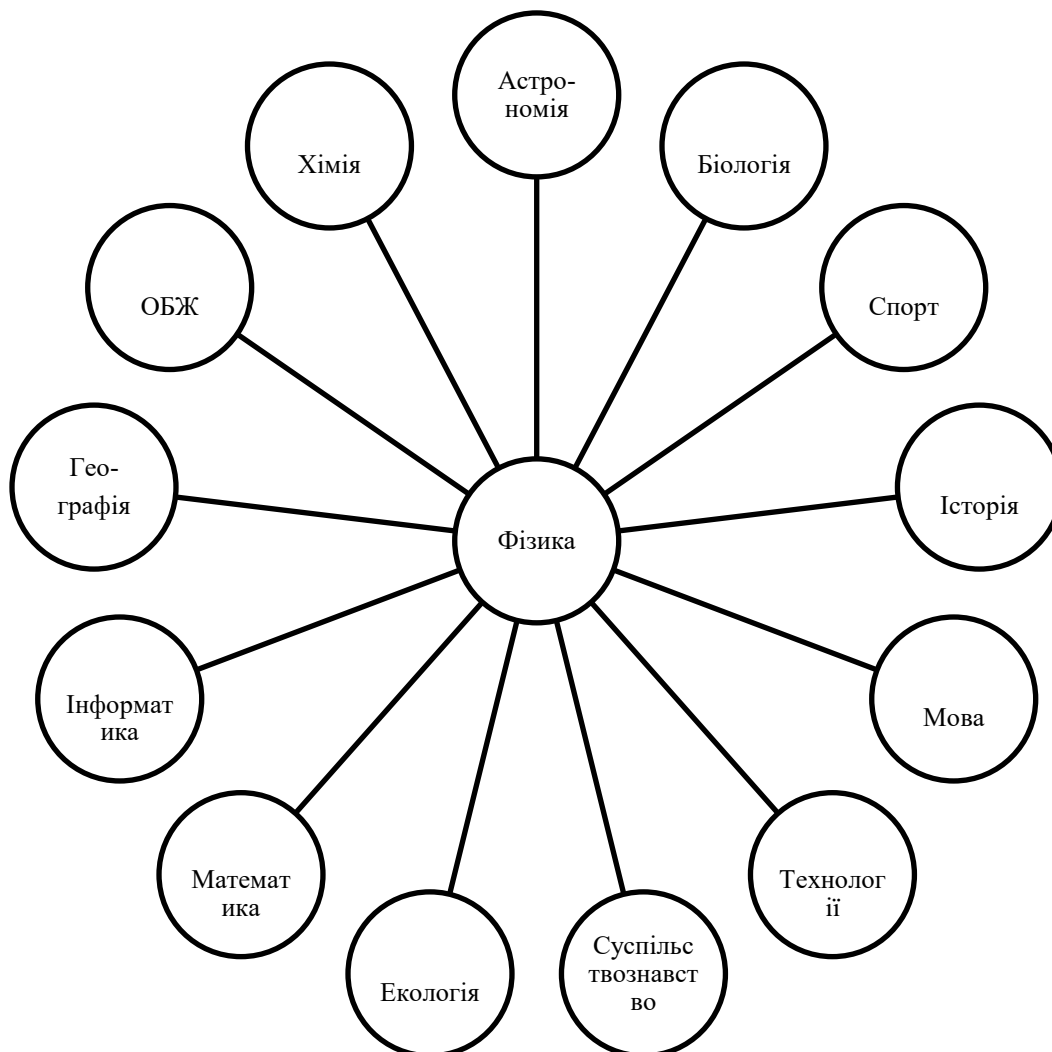 Астро-
номія
Біологія
Спорт
Історія
Мова
Технолог
ії
Суспільс
твознавст
во
Екологія
Математ
ика
Інформат
ика
Гео-
графія
ОБЖ
Хімія
Фізика